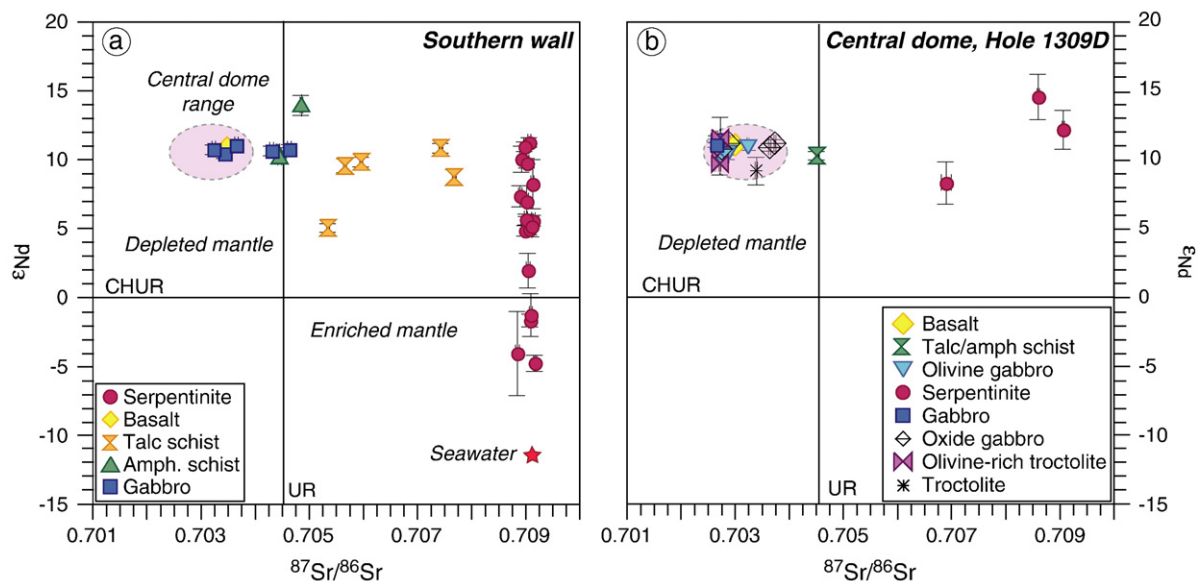 a
Southern wall
Central dome
range
Depleted mantle
CHUR
Enriched mantle
Seawater
UR
Serpentinite
Basalt
Talc schist
Amph. schist
Gabbro
20
15
10
5
0
-5
-10
-15
εNd
0.701
0.703
0.705
0.707
0.709
87Sr/86Sr
b
Central dome, Hole 1309D
Depleted mantle
CHUR
UR
Basalt
Talc/amph schist
Olivine gabbro
Serpentinite
Gabbro
Oxide gabbro
Olivine-rich troctolite
Troctolite
20
15
10
5
0
-5
-10
-15
εNd
0.701
0.703
0.705
0.707
0.709
87Sr/86Sr